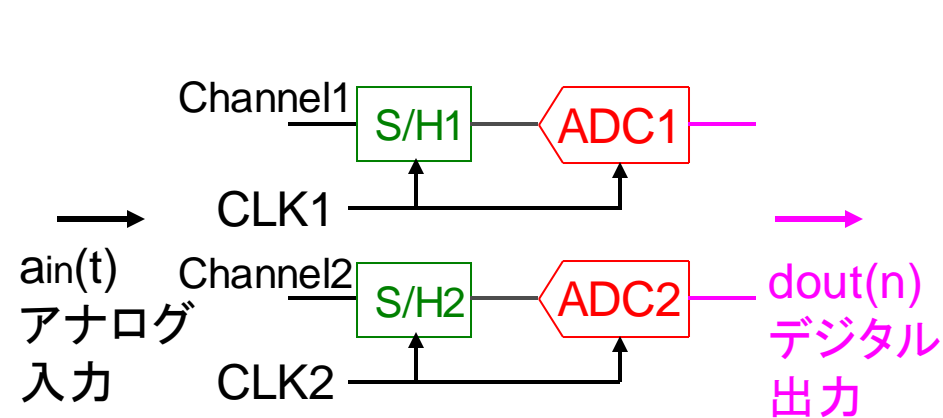 Channel1
S/H1
ADC1
CLK1
ain(t)
アナログ
入力
Channel2
S/H2
ADC2
CLK2
dout(n)
デジタル
出力